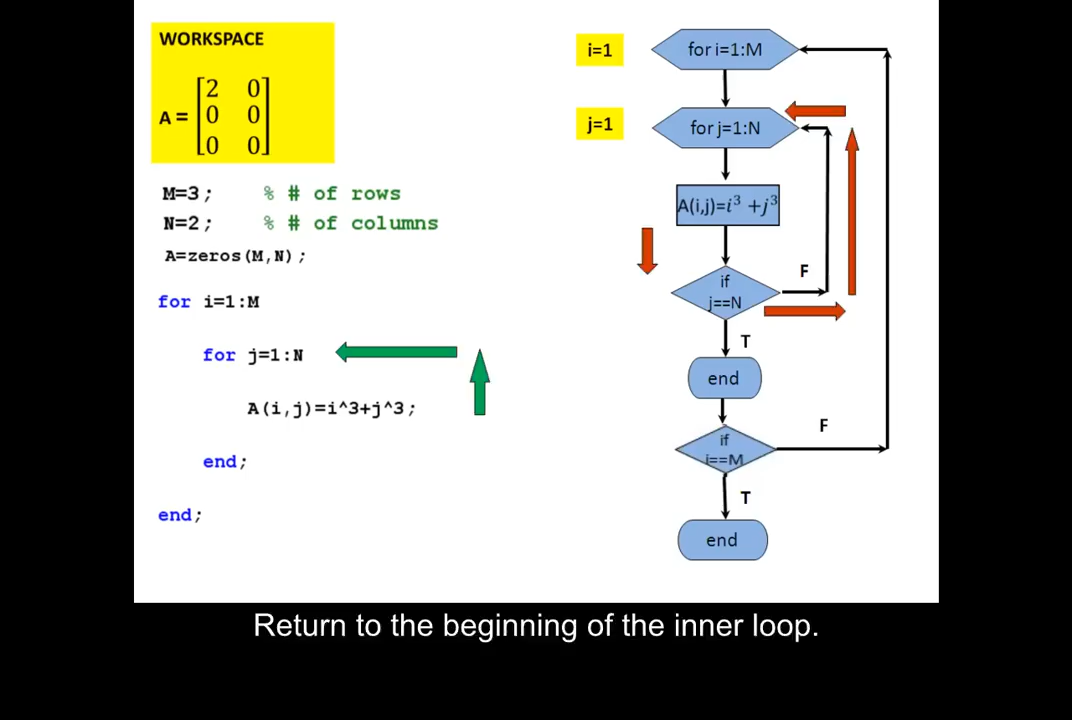 WORKSPACE
A = [2 0
0 0
0 0]
M=3; % # of rows
N=2; % # of columns
A=zeros(M,N);
for i=1:M
for j=1:N
A(i,j)=i^3+j^3;
end;
end;
i=1
for i=1:M
j=1
for j=1:N
A(i,j)=i³ +j³
if
j==N
F
T
end
if
i==M
F
T
end
Return to the beginning of the inner loop.